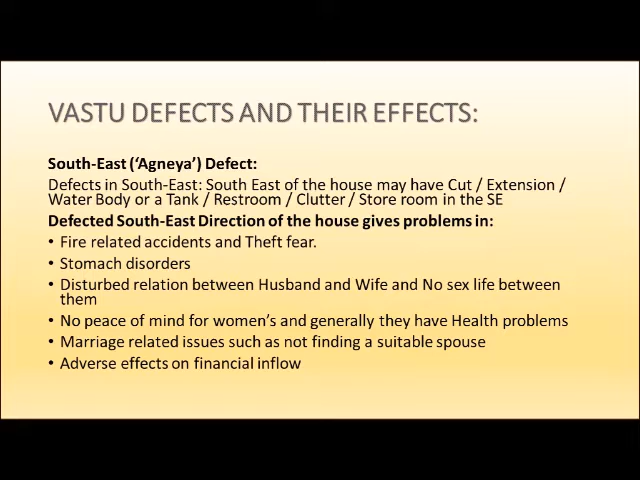 VASTU DEFECTS AND THEIR EFFECTS:
South-East (‘Agneya’) Defect:
Defects in South-East: South East of the house may have Cut / Extension /
Water Body or a Tank / Restroom / Clutter / Store room in the SE
Defected South-East Direction of the house gives problems in:
• Fire related accidents and Theft fear.
• Stomach disorders
• Disturbed relation between Husband and Wife and No sex life between
them
• No peace of mind for women’s and generally they have Health problems
• Marriage related issues such as not finding a suitable spouse
• Adverse effects on financial inflow